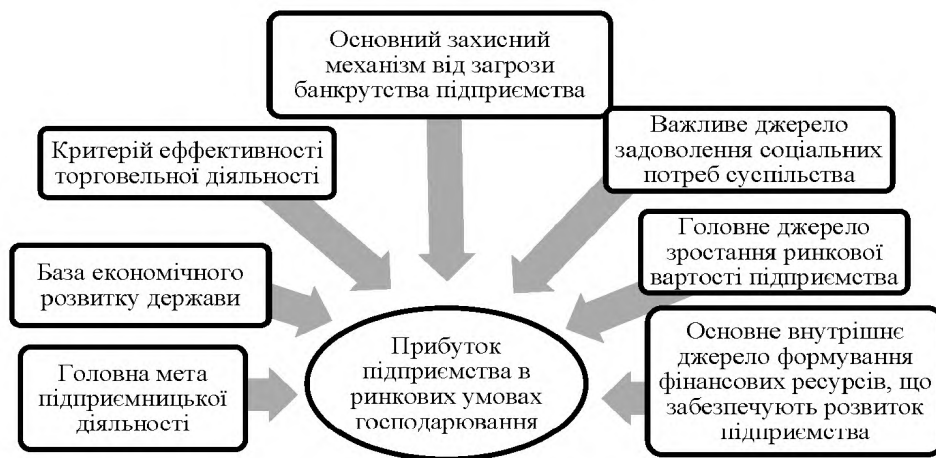 Основний захисний
механізм від загрози
банкрутства підприємства
Критерій еффективності
торговельної діяльності
Важливе джерело
задоволення соціальних
потреб суспільства
База економічного
розвитку держави
Головне джерело
зростання ринкової
вартості підприємства
Головна мета
підприємницької
діяльності
Прибуток
підприємства в
ринкових умовах
господарювання
Основне внутрішнє
джерело формування
фінансових ресурсів, що
забезпечують розвиток
підприємства